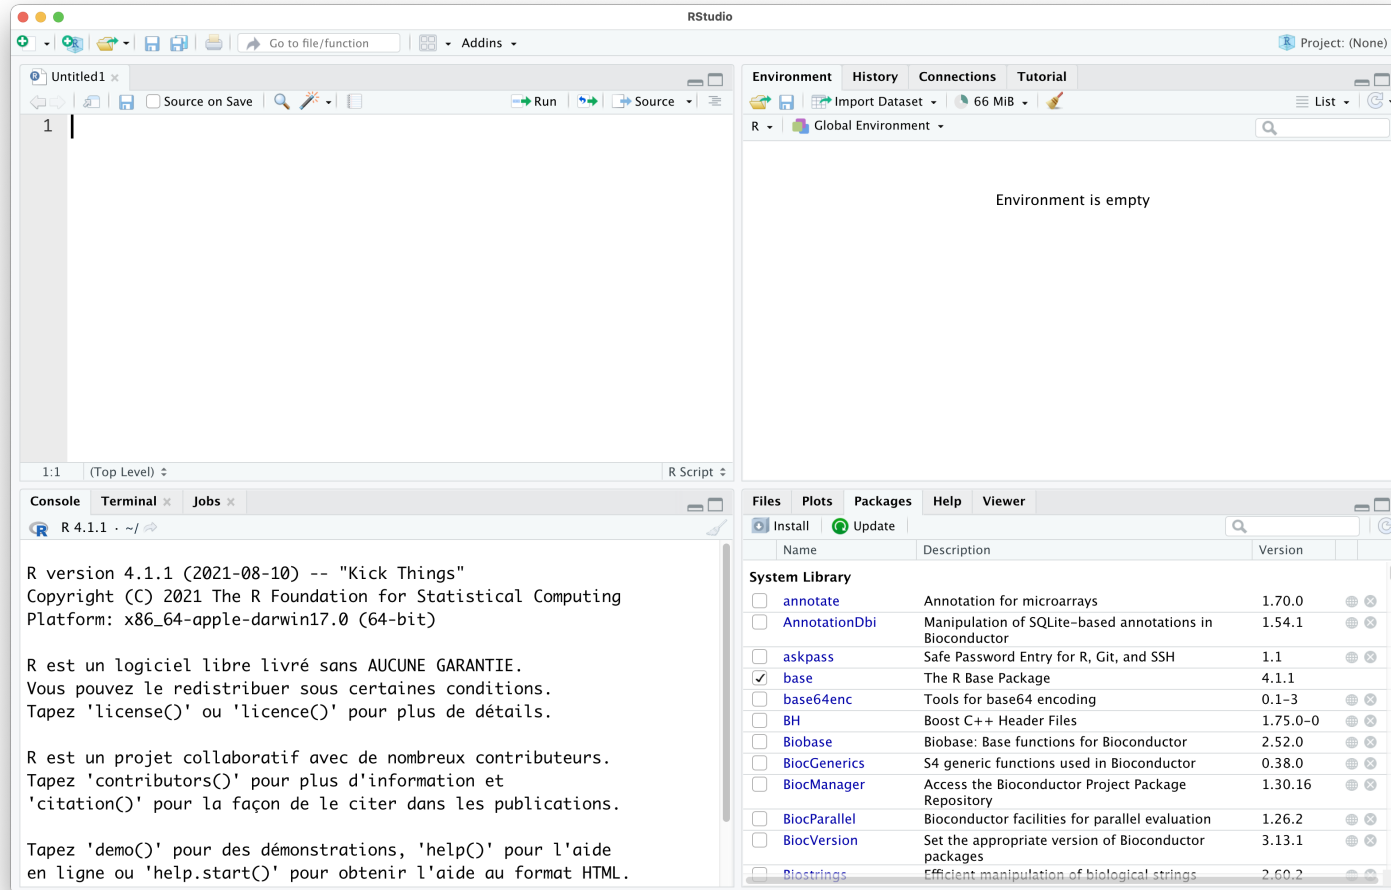 RStudio
Go to file/function
Addins
Project: (None)
Untitled1
Source on Save
Run
Source
1
1:1
(Top Level)
R Script
Environment History Connections Tutorial
Import Dataset
66 MiB
List
R
Global Environment
Environment is empty
Console Terminal Jobs
R 4.1.1 · ~/
R version 4.1.1 (2021-08-10) -- "Kick Things"
Copyright (C) 2021 The R Foundation for Statistical Computing
Platform: x86_64-apple-darwin17.0 (64-bit)
R est un logiciel libre livré sans AUCUNE GARANTIE.
Vous pouvez le redistribuer sous certaines conditions.
Tapez 'license()' ou 'licence()' pour plus de détails.
R est un projet collaboratif avec de nombreux contributeurs.
Tapez 'contributors()' pour plus d'information et
'citation()' pour la façon de le citer dans les publications.
Tapez 'demo()' pour des démonstrations, 'help()' pour l'aide
en ligne ou 'help.start()' pour obtenir l'aide au format HTML.
Files Plots Packages Help Viewer
Install
Update
Name Description Version
System Library
annotate Annotation for microarrays 1.70.0
AnnotationDbi Manipulation of SQLite-based annotations in 1.54.1
Bioconductor
askpass Safe Password Entry for R, Git, and SSH 1.1
base The R Base Package 4.1.1
base64enc Tools for base64 encoding 0.1-3
BH Boost C++ Header Files 1.75.0-0
Biobase Biobase: Base functions for Bioconductor 2.52.0
BiocGenerics S4 generic functions used in Bioconductor 0.38.0
BiocManager Access the Bioconductor Project Package 1.30.16
Repository
BiocParallel Bioconductor facilities for parallel evaluation 1.26.2
BiocVersion Set the appropriate version of Bioconductor 3.13.1
packages
Biostrings Efficient manipulation of biological strings 2.60.2